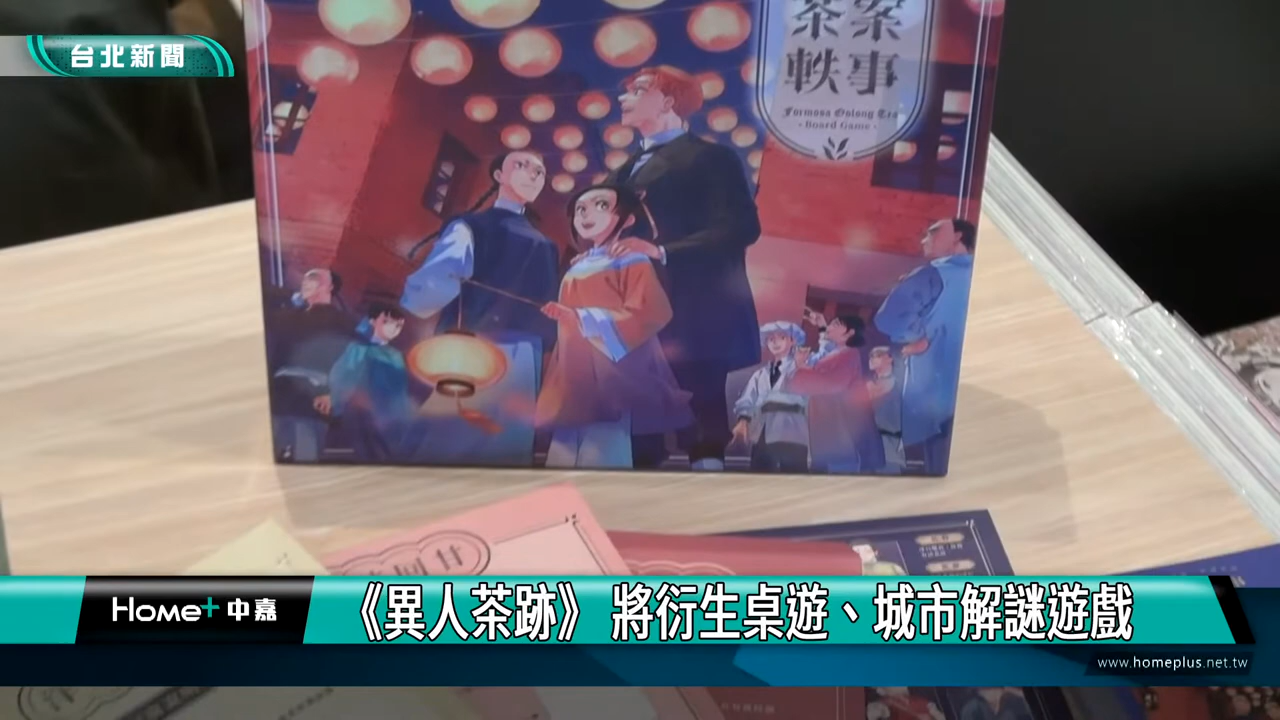 台北新聞
茶案
軼事
Formosa Oolong Tea
- Board Game -
Home+ 中嘉
《異人茶跡》 將衍生桌遊、城市解謎遊戲
www.homeplus.net.tw